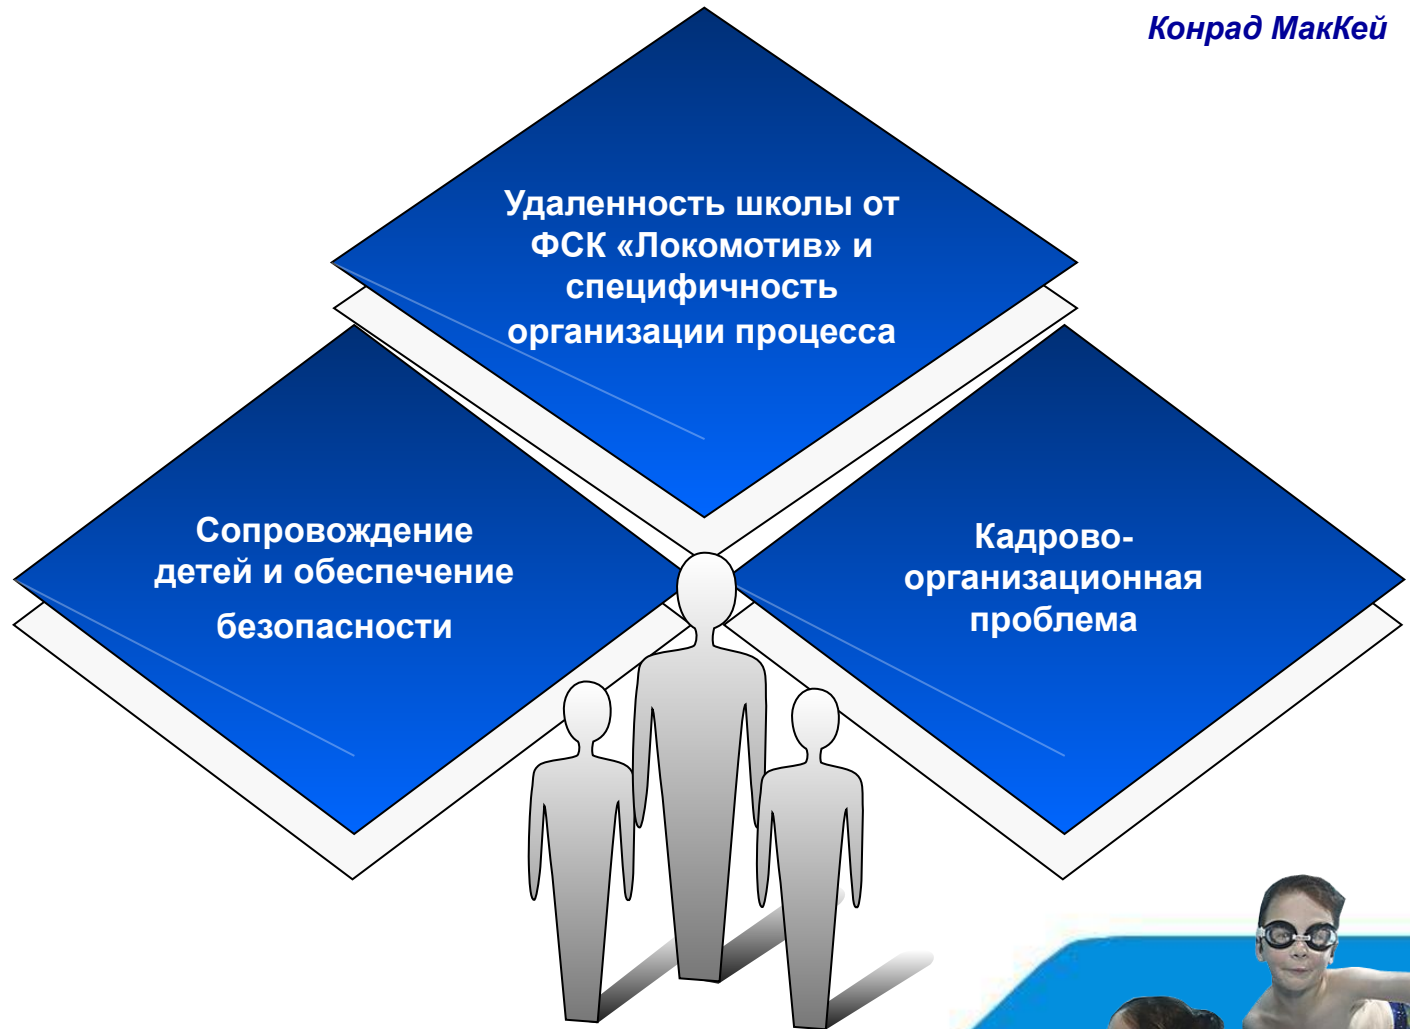 Конрад МакКей
Удаленность школы от
ФСК «Локомотив» и
специфичность
организации процесса
Сопровождение
детей и обеспечение
безопасности
Кадрово-
организационная
проблема